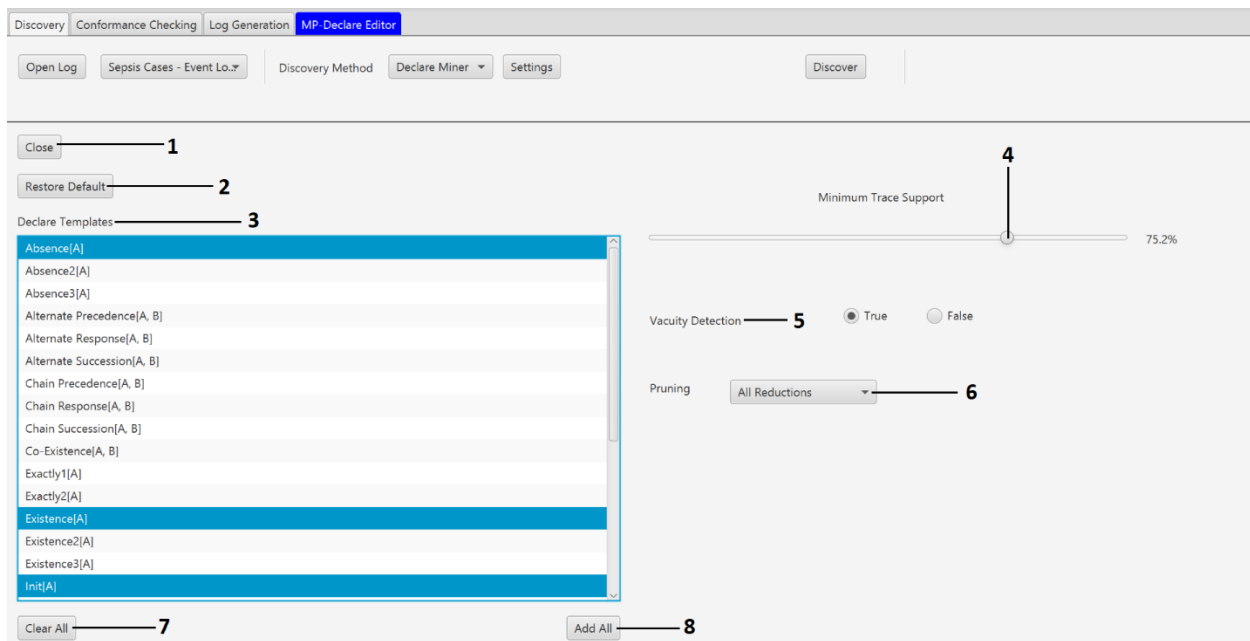 Discovery Conformance Checking Log Generation MP-Declare Editor
Open Log Sepsis Cases - Event Lo... Discovery Method Declare Miner Settings Discover
Close 1
4
Restore Default 2
Minimum Trace Support
Declare Templates 3
75.2%
Absence[A]
Absence2[A]
Absence3[A]
Alternate Precedence[A, B]
Alternate Response[A, B]
Alternate Succession[A, B]
Chain Precedence[A, B]
Chain Response[A, B]
Chain Succession[A, B]
Co-Existence[A, B]
Exactly1[A]
Exactly2[A]
Existence[A]
Existence2[A]
Existence3[A]
Init[A]
Vacuity Detection 5 True False
Pruning All Reductions 6
Clear All 7 Add All 8